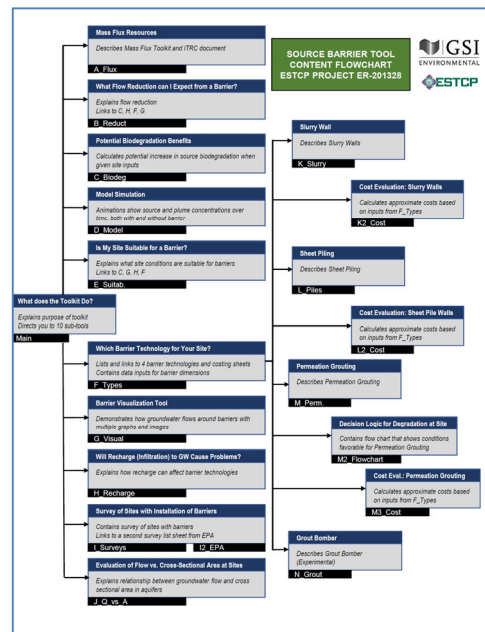 SOURCE BARRIER TOOL
CONTENT FLOWCHART
ESTCP PROJECT ER-201328
GSI
ENVIRONMENTAL
ESTCP
What does the Toolkit Do?
Explains purpose of toolkit
Directs you to 10 sub-tools
Main
Mass Flux Resources
Describes Mass Flux Toolkit and ITRC document
A_Flux
What Flow Reduction can I Expect from a Barrier?
Explains flow reduction
Links to C, H, F, G
B_Reduct
Potential Biodegradation Benefits
Calculates potential increase in source biodegradation when
given site inputs
C_Biodeg
Model Simulation
Animations show source and plume concentrations over
time, both with and without barrier
D_Model
Is My Site Suitable for a Barrier?
Explains what site conditions are suitable for barriers
Links to C, G, H, F
E_Suitab.
Which Barrier Technology for Your Site?
Lists and links to 4 barrier technologies and costing sheets
Contains data inputs for barrier dimensions
F_Types
Barrier Visualization Tool
Demonstrates how groundwater flows around barriers with
multiple graphs and images
G_Visual
Will Recharge (Infiltration) to GW Cause Problems?
Explains how recharge can affect barrier technologies
H_Recharge
Survey of Sites with Installation of Barriers
Contains survey of sites with barriers
Links to a second survey list sheet from EPA
I_Surveys I2_EPA
Evaluation of Flow vs. Cross-Sectional Area at Sites
Explains relationship between groundwater flow and cross
sectional area in aquifers
J_Q_vs_A
Slurry Wall
Describes Slurry Walls
K_Slurry
Cost Evaluation: Slurry Walls
Calculates approximate costs based
on inputs from F_Types
K2_Cost
Sheet Piling
Describes Sheet Piling
L_Piles
Cost Evaluation: Sheet Pile Walls
Calculates approximate costs based
on inputs from F_Types
L2_Cost
Permeation Grouting
Describes Permeation Grouting
M_Perm.
Decision Logic for Degradation at Site
Contains flow chart that shows conditions
favorable for Permeation Grouting
M2_Flowchart
Cost Eval.: Permeation Grouting
Calculates approximate costs based
on inputs from F_Types
M3_Cost
Grout Bomber
Describes Grout Bomber
(Experimental)
N_Grout